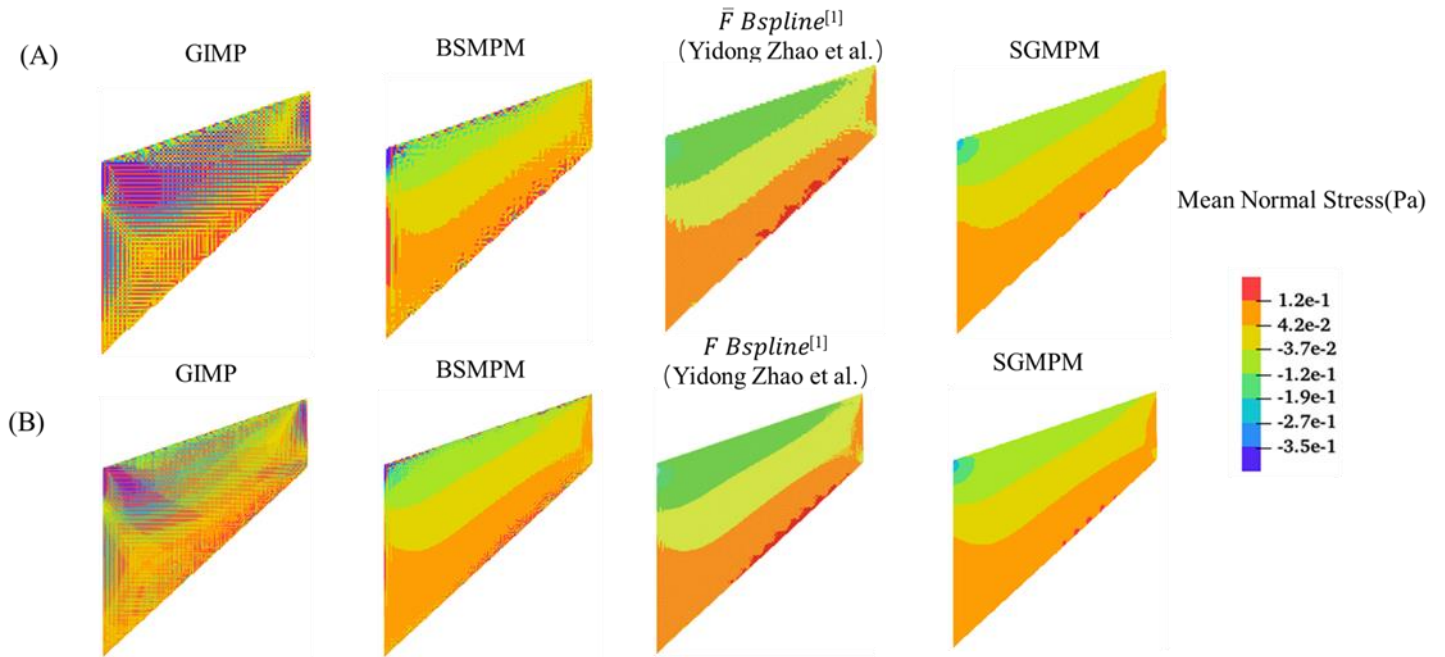 (A)
GIMP
BSMPM
F̄ Bspline[1]
(Yidong Zhao et al.)
SGMPM
Mean Normal Stress(Pa)
1.2e-1
4.2e-2
-3.7e-2
-1.2e-1
-1.9e-1
-2.7e-1
-3.5e-1
(B)
GIMP
BSMPM
F Bspline[1]
(Yidong Zhao et al.)
SGMPM